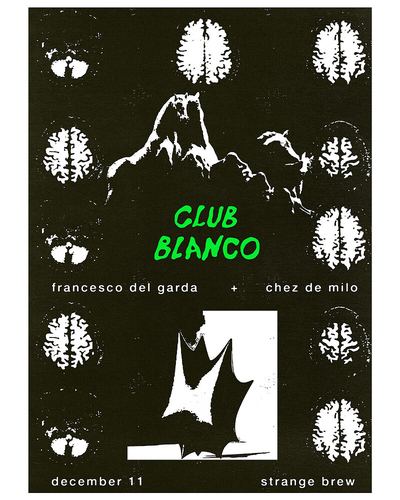 CLUB
BLANCO
francesco del garda + chez de milo
december 11 strange brew